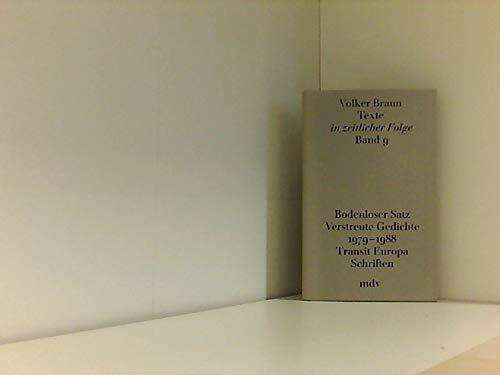 Volker Braun
Texte
in zeitlicher Folge
Band 9
Bodenloser Satz
Verstreute Gedichte
1979–1988
Transit Europa
Schriften
mdv